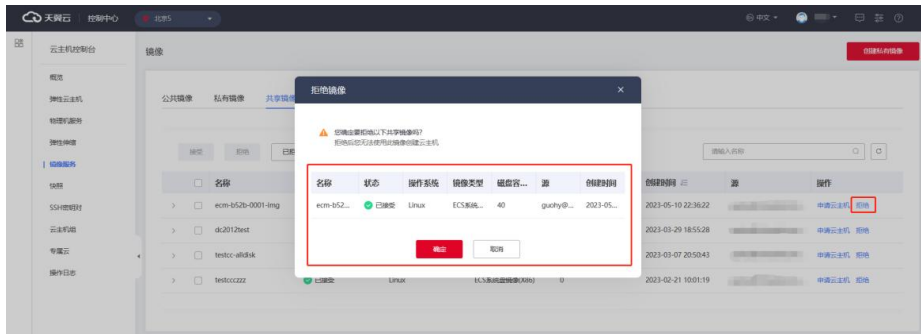 天翼云 控制中心 北京5 中文
云主机控制台 镜像 创建私有镜像
概览
弹性云主机
物理机服务
弹性伸缩
镜像服务
快照
SSH密钥对
云主机组
专属云
操作日志
公共镜像 私有镜像 共享镜像
接受 拒绝 请输入名称
名称 创建时间 源 操作
ecm-b52b-0001-img 2023-05-10 22:36:22 申请云主机 拒绝
dc2012test 2023-03-29 18:55:28 申请云主机 拒绝
testcc-alldisk 2023-03-07 20:50:43 申请云主机 拒绝
testccczzz 已接受 Linux ECS系统盘镜像(X86) 0 2023-02-21 10:01:19 申请云主机 拒绝
拒绝镜像
您确定要拒绝以下共享镜像吗?
拒绝后您无法使用此镜像创建云主机
名称 状态 操作系统 镜像类型 磁盘容... 源 创建时间
ecm-b52... 已接受 Linux ECS系统... 40 guohy@... 2023-05...
确定 取消